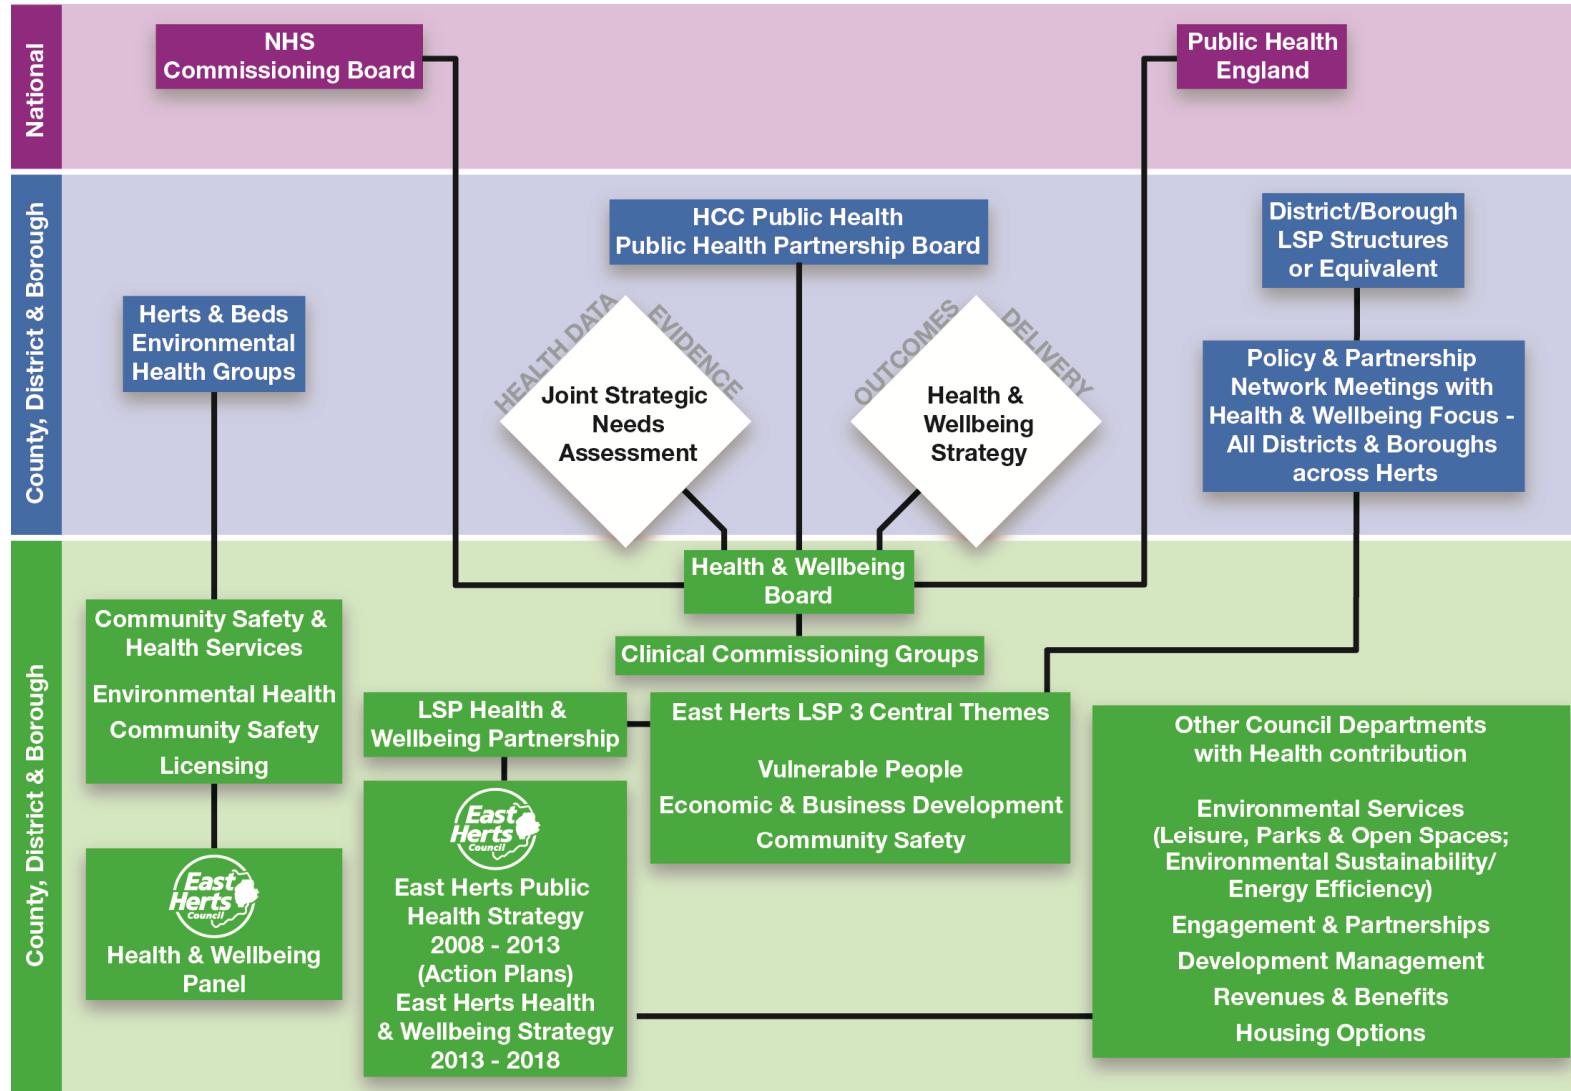 National
NHS
Commissioning Board
Public Health
England
County, District & Borough
HCC Public Health
Public Health Partnership Board
District/Borough
LSP Structures
or Equivalent
Herts & Beds
Environmental
Health Groups
HEALTH DATA
EVIDENCE
Joint Strategic
Needs
Assessment
OUTCOMES
DELIVERY
Health &
Wellbeing
Strategy
Policy & Partnership
Network Meetings with
Health & Wellbeing Focus -
All Districts & Boroughs
across Herts
County, District & Borough
Health & Wellbeing
Board
Clinical Commissioning Groups
Community Safety &
Health Services
Environmental Health
Community Safety
Licensing
East
Herts
Council
Health & Wellbeing
Panel
LSP Health &
Wellbeing Partnership
East
Herts
Council
East Herts Public
Health Strategy
2008 - 2013
(Action Plans)
East Herts Health
& Wellbeing Strategy
2013 - 2018
East Herts LSP 3 Central Themes
Vulnerable People
Economic & Business Development
Community Safety
Other Council Departments
with Health contribution
Environmental Services
(Leisure, Parks & Open Spaces;
Environmental Sustainability/
Energy Efficiency)
Engagement & Partnerships
Development Management
Revenues & Benefits
Housing Options